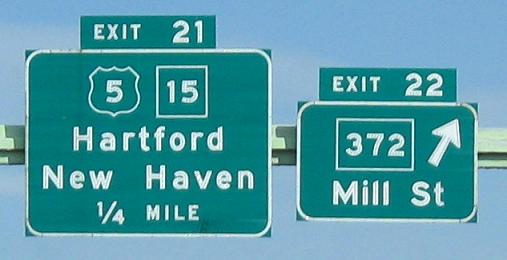 EXIT 21
5 15
Hartford
New Haven
1/4 MILE
EXIT 22
372
Mill St